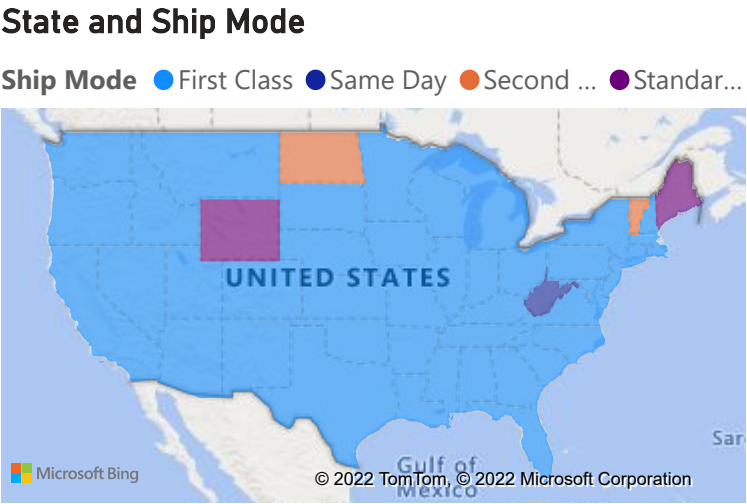 State and Ship Mode
Ship Mode First Class Same Day Second ... Standar...
UNITED STATES
Sar
Gulf of
Mexico
Microsoft Bing
© 2022 TomTom, © 2022 Microsoft Corporation